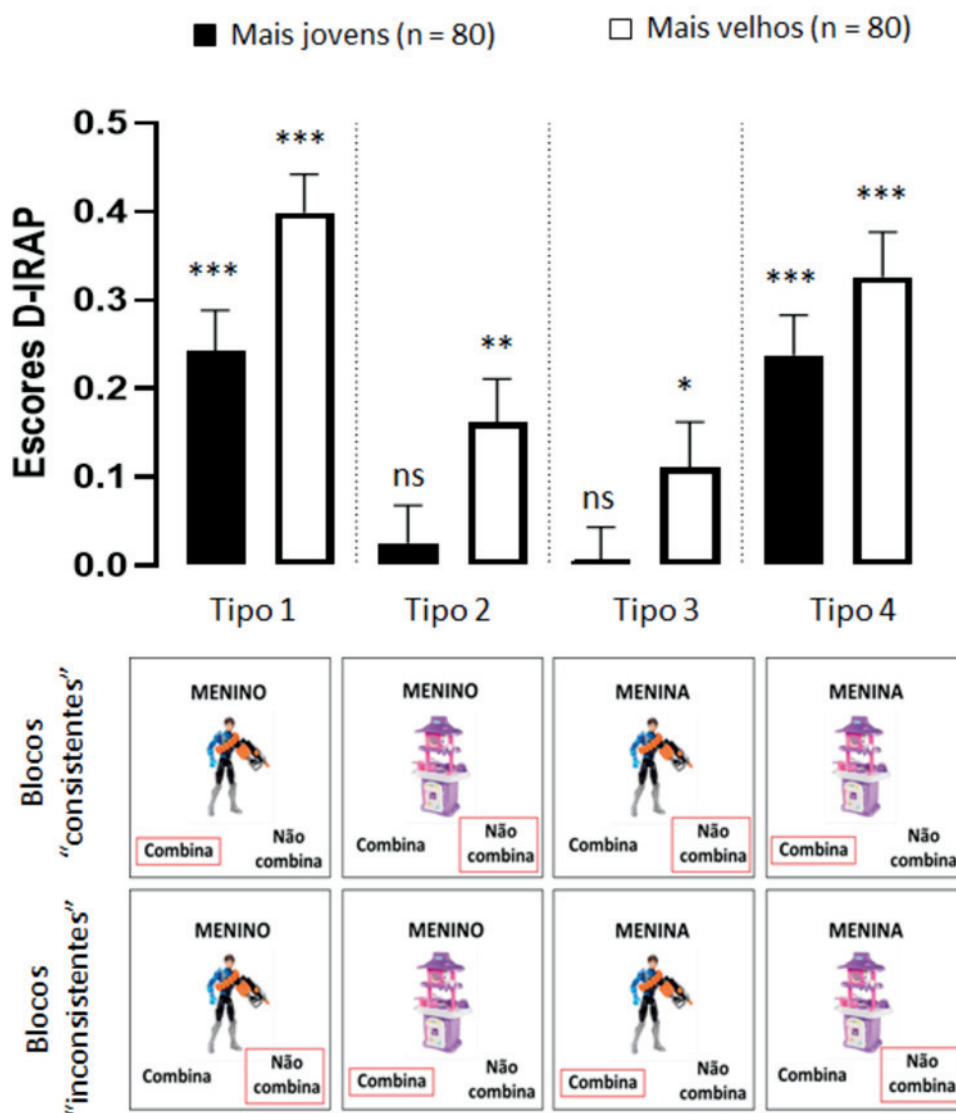 Mais jovens (n = 80) Mais velhos (n = 80)
Escores D-IRAP
0.5
0.4
0.3
0.2
0.1
0.0
*** *** ns ** ns * *** ***
Tipo 1 Tipo 2 Tipo 3 Tipo 4
Blocos
"consistentes"
MENINO MENINO MENINA MENINA
Combina Não combina Combina Não combina Combina Não combina Combina Não combina
Blocos
"inconsistentes"
MENINO MENINO MENINA MENINA
Combina Não combina Combina Não combina Combina Não combina Combina Não combina